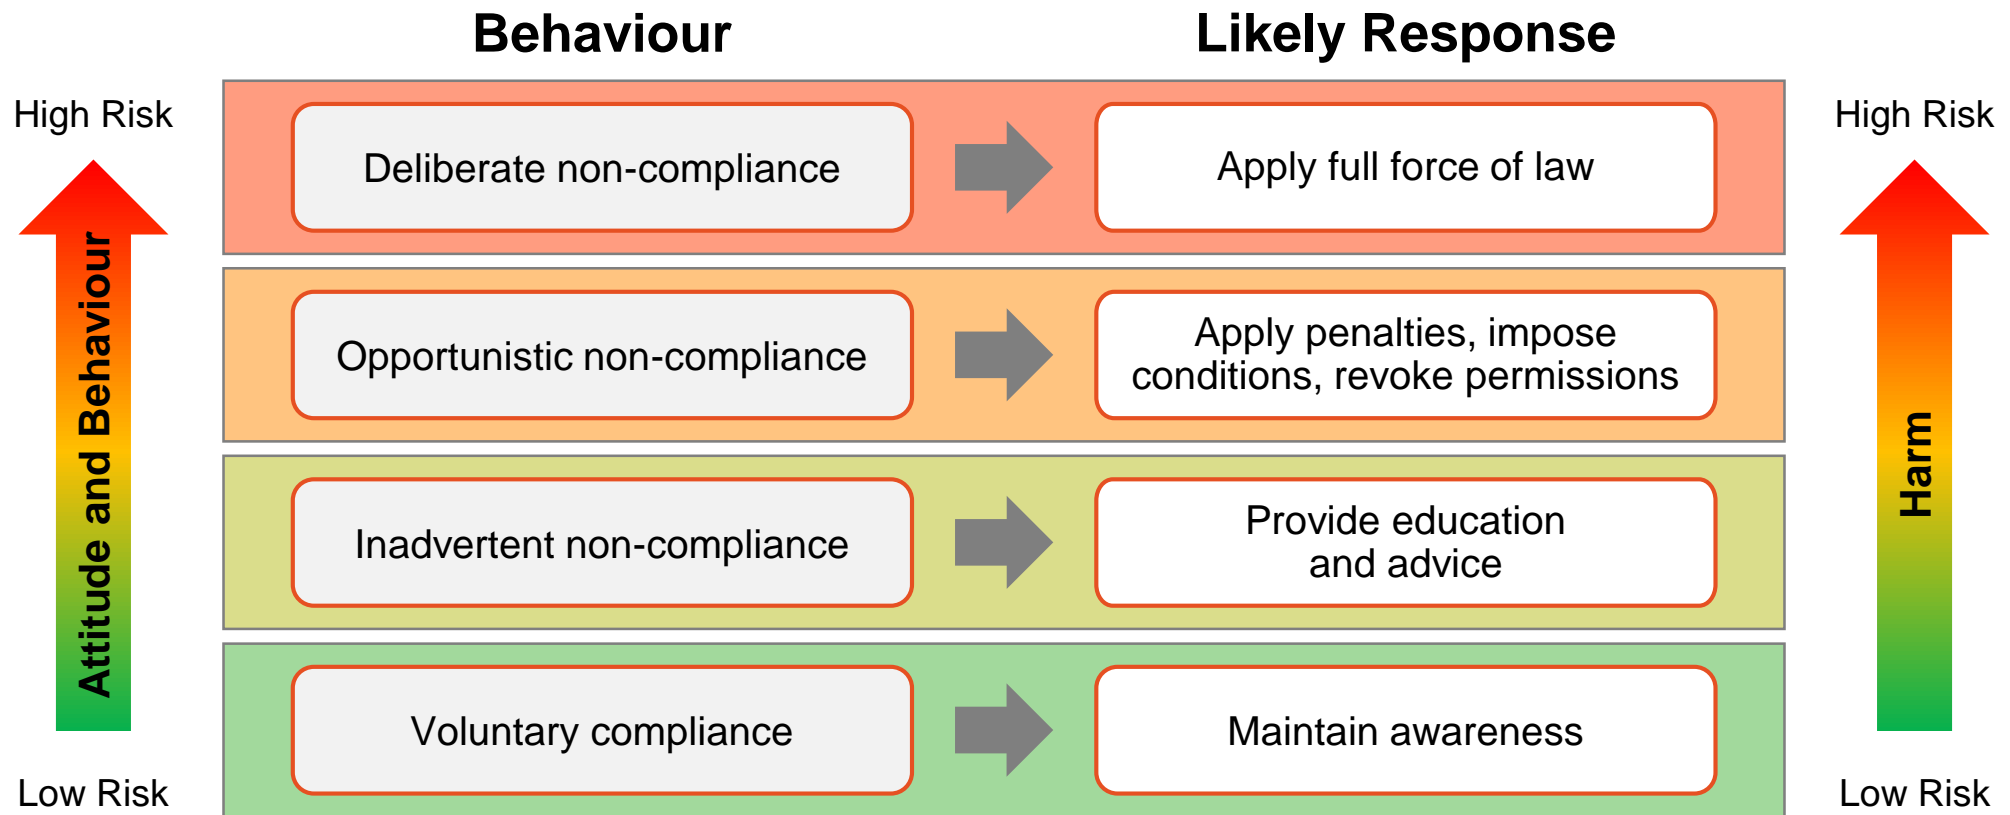 Behaviour
Likely Response
High Risk
High Risk
Deliberate non-compliance
Apply full force of law
Attitude and Behaviour
Harm
Opportunistic non-compliance
Apply penalties, impose
conditions, revoke permissions
Inadvertent non-compliance
Provide education
and advice
Voluntary compliance
Maintain awareness
Low Risk
Low Risk